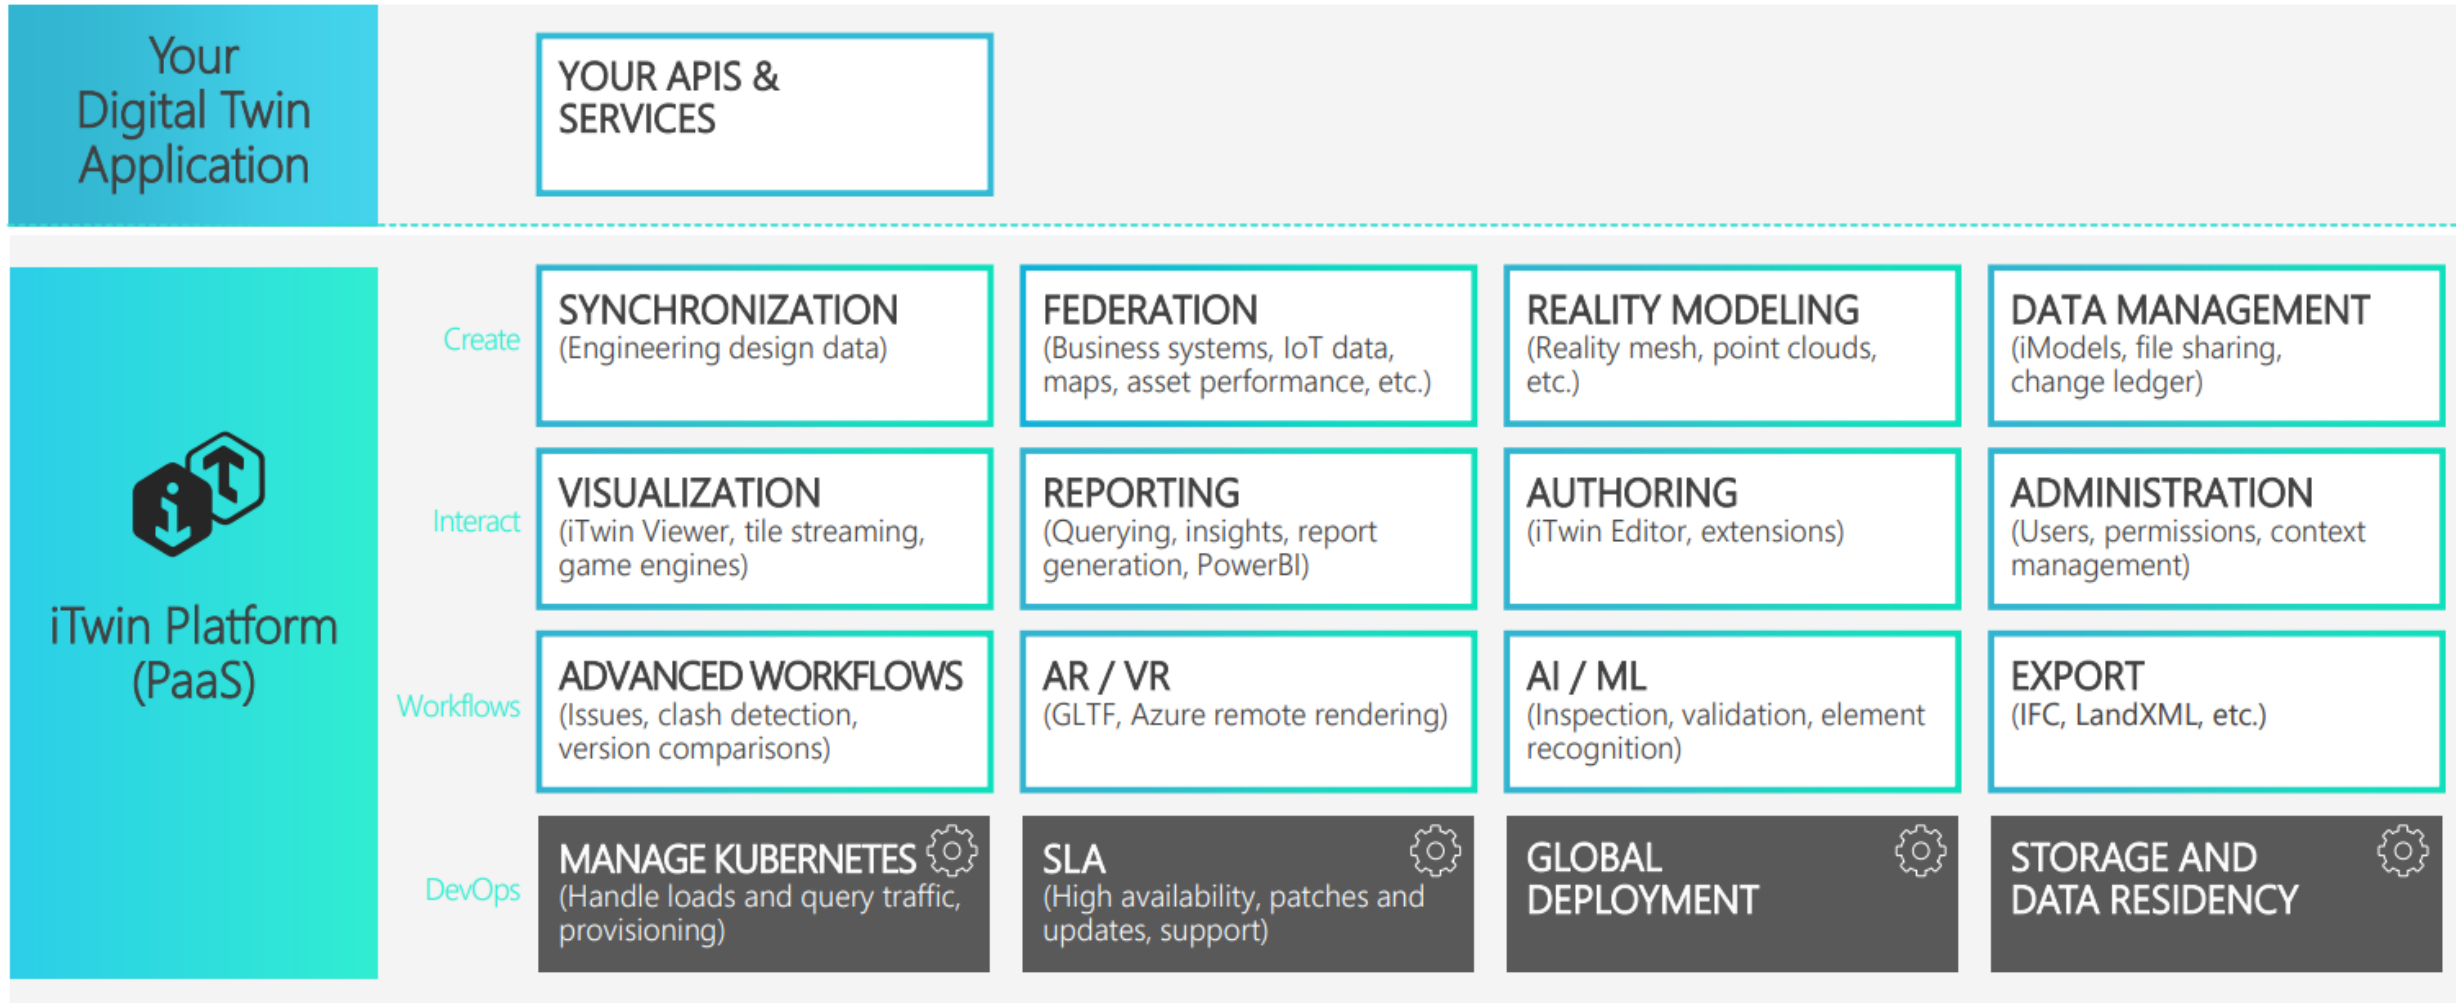 Your
Digital Twin
Application
YOUR APIS &
SERVICES
iTwin Platform
(PaaS)
Create
SYNCHRONIZATION
(Engineering design data)
FEDERATION
(Business systems, IoT data,
maps, asset performance, etc.)
REALITY MODELING
(Reality mesh, point clouds,
etc.)
DATA MANAGEMENT
(iModels, file sharing,
change ledger)
Interact
VISUALIZATION
(iTwin Viewer, tile streaming,
game engines)
REPORTING
(Querying, insights, report
generation, PowerBI)
AUTHORING
(iTwin Editor, extensions)
ADMINISTRATION
(Users, permissions, context
management)
Workflows
ADVANCED WORKFLOWS
(Issues, clash detection,
version comparisons)
AR / VR
(GLTF, Azure remote rendering)
AI / ML
(Inspection, validation, element
recognition)
EXPORT
(IFC, LandXML, etc.)
DevOps
MANAGE KUBERNETES
(Handle loads and query traffic,
provisioning)
SLA
(High availability, patches and
updates, support)
GLOBAL
DEPLOYMENT
STORAGE AND
DATA RESIDENCY